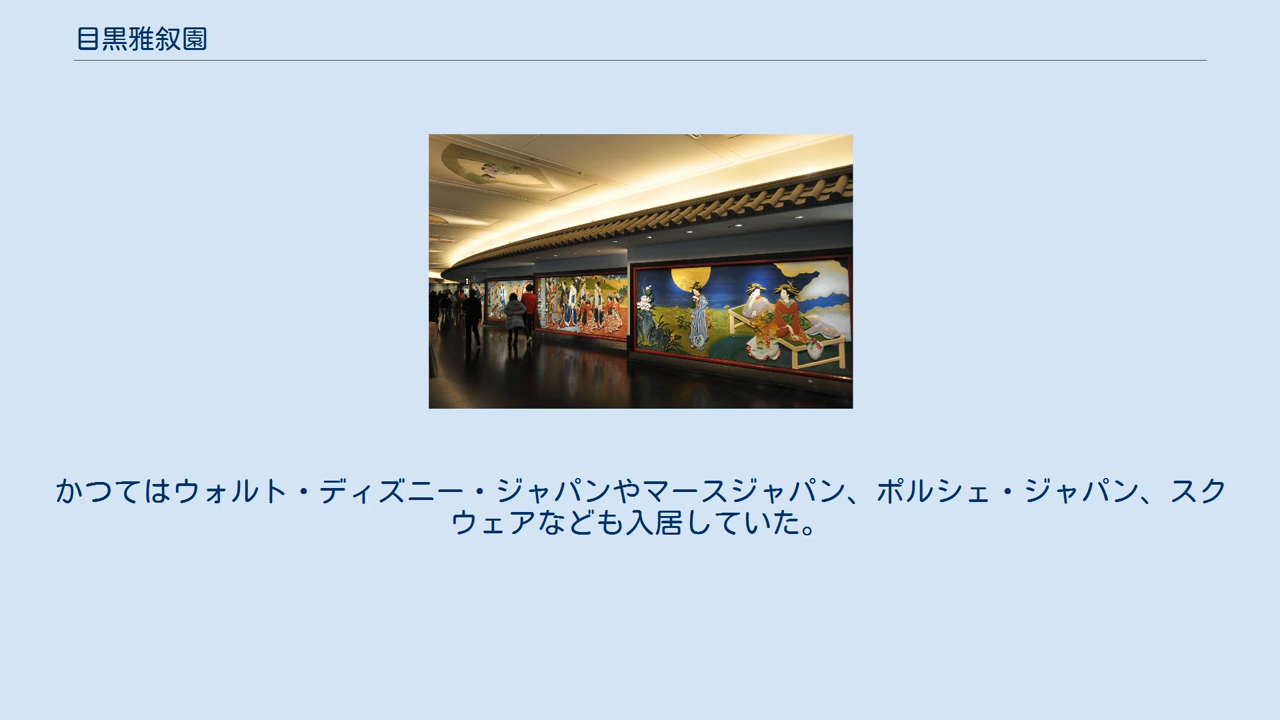 目黒雅叙園
かつてはウォルト・ディズニー・ジャパンやマースジャパン、ポルシェ・ジャパン、スク
ウェアなども入居していた。